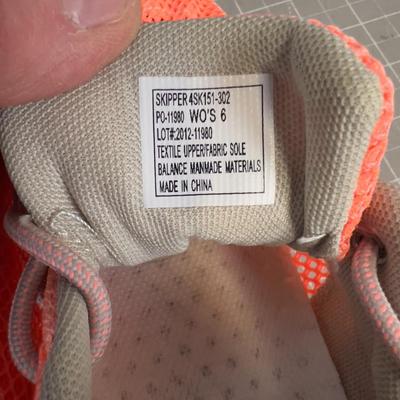 SKIPPER 4SK151-302
PO-11980 WO'S 6
LOT#:2012-11980
TEXTILE UPPER/FABRIC SOLE
BALANCE MANMADE MATERIALS
MADE IN CHINA